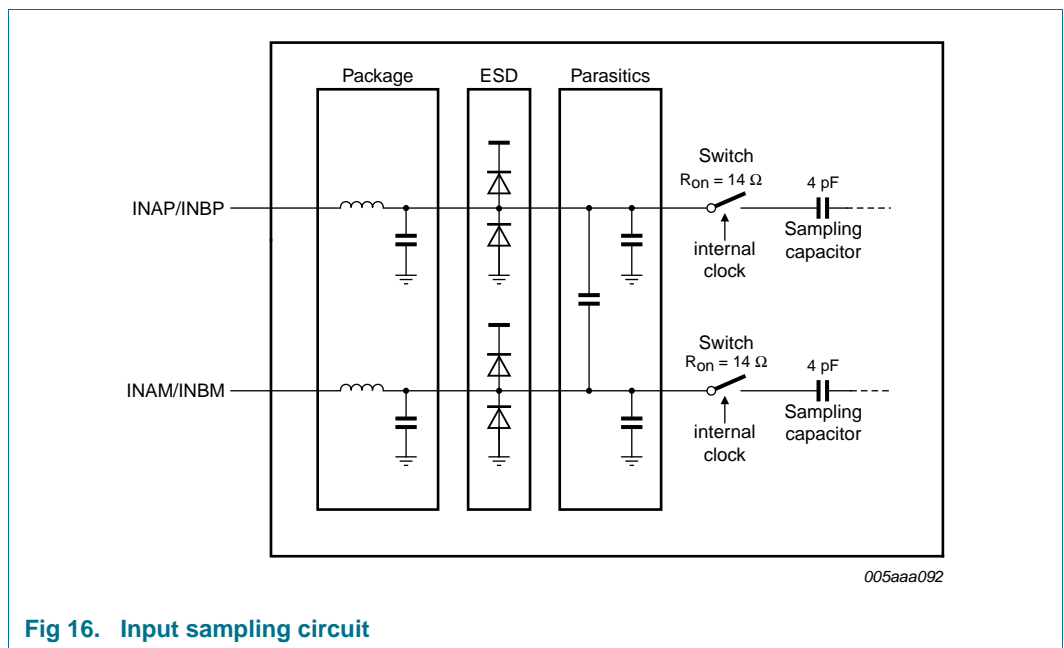 Package
ESD
Parasitics
Switch
Ron = 14 Ω
4 pF
INAP/INBP
internal
clock
Sampling
capacitor
Switch
Ron = 14 Ω
4 pF
INAM/INBM
internal
clock
Sampling
capacitor
005aaa092
Fig 16. Input sampling circuit